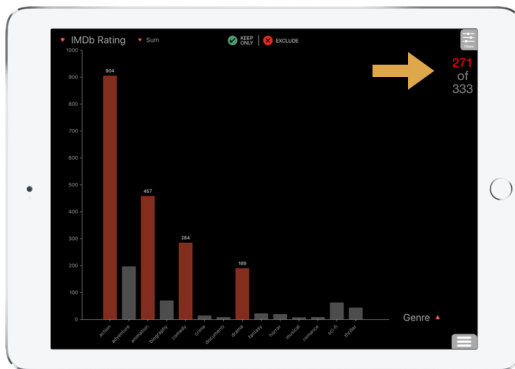 IMDb Rating
Sum
KEEP ONLY
EXCLUDE
Filters
271
of
333
1000
900
800
700
600
500
400
300
200
100
0
904
457
284
189
action
adventure
animation
biography
comedy
crime
documentary
drama
fantasy
horror
musical
romance
sci-fi
thriller
Genre